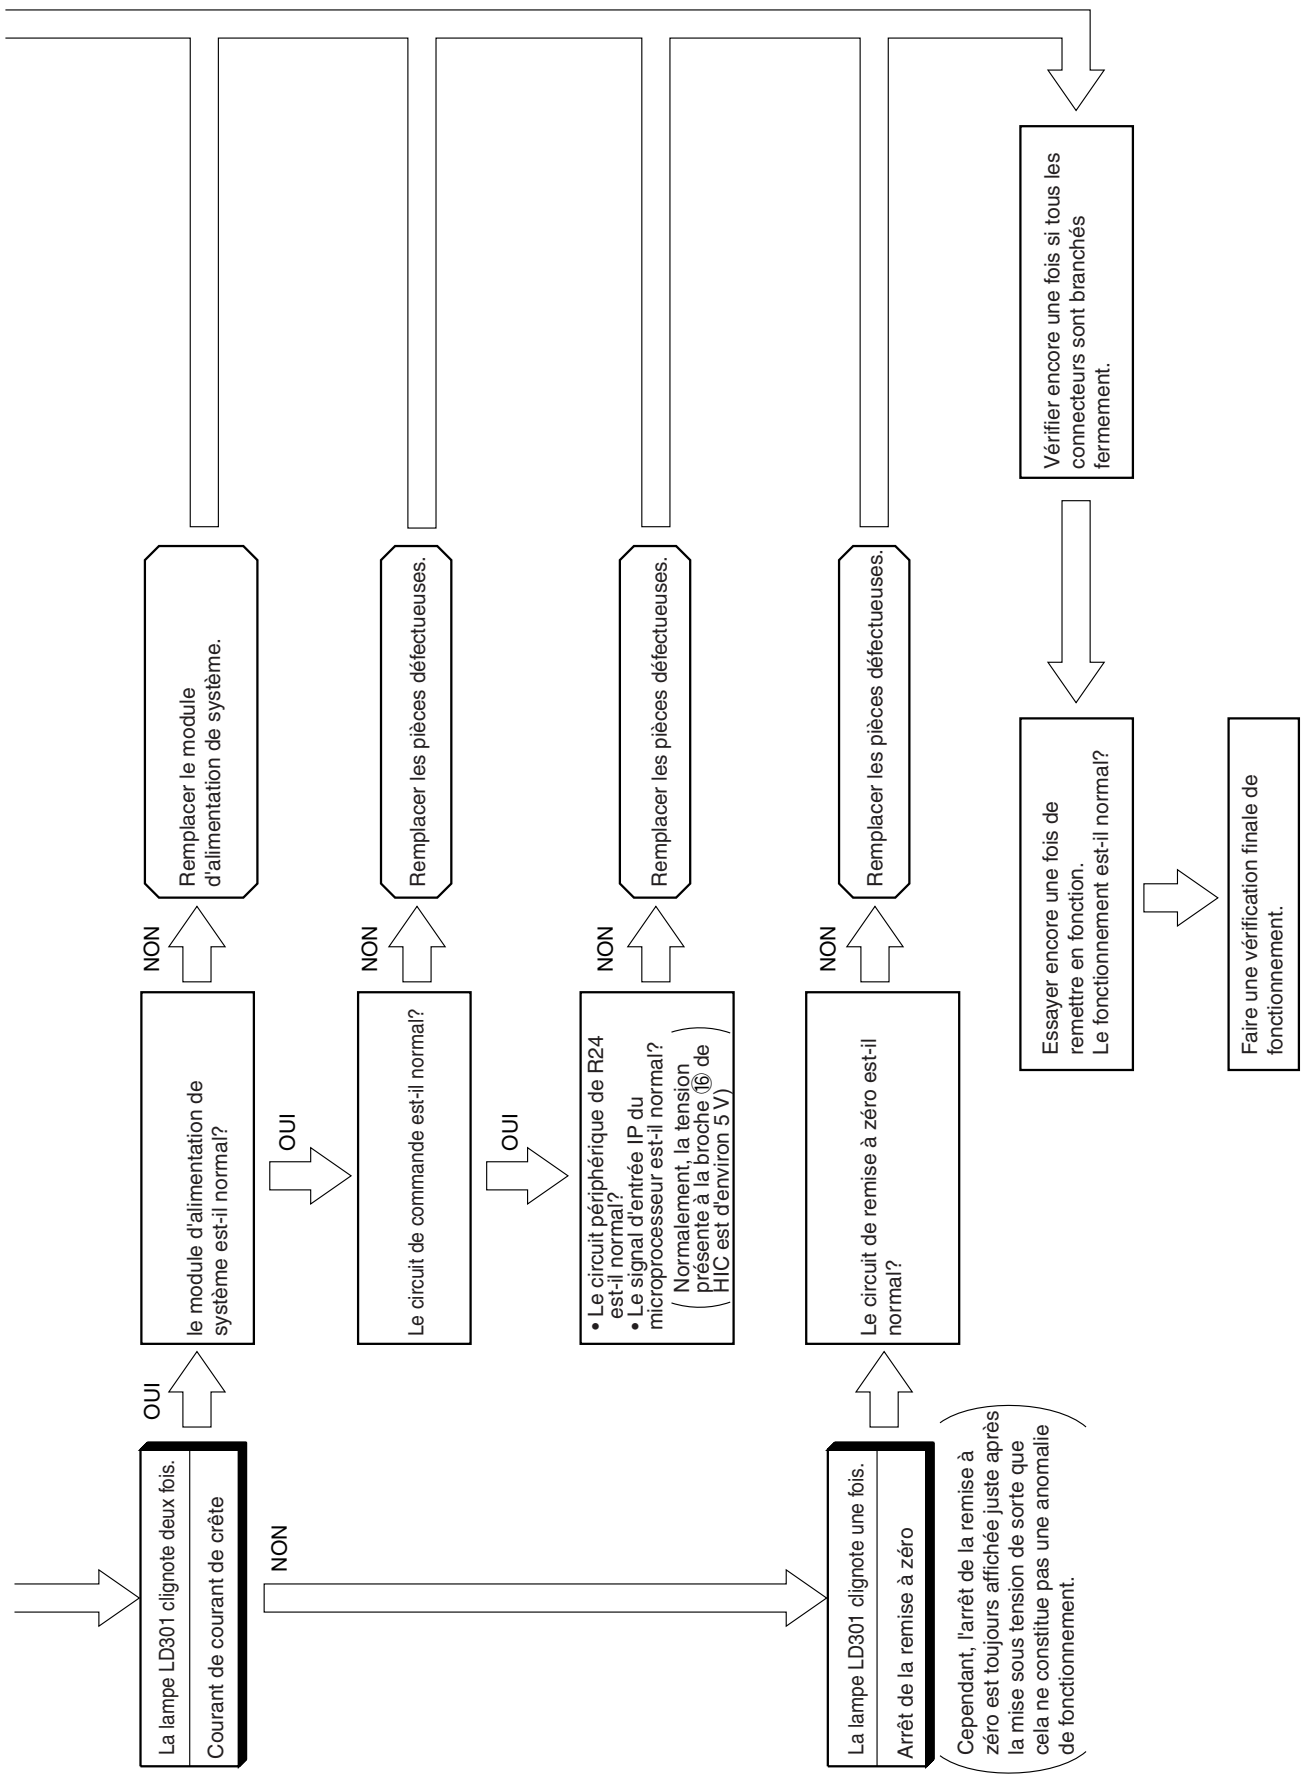 La lampe LD301 clignote deux fois.
Courant de courant de crête
OUI
le module d'alimentation de
système est-il normal?
NON
Remplacer le module
d'alimentation de système.
OUI
Le circuit de commande est-il normal?
NON
Remplacer les pièces défectueuses.
OUI
• Le circuit périphérique de R24
est-il normal?
• Le signal d'entrée IP du
microprocesseur est-il normal?
(Normalement, la tension
présente à la broche ⑯ de
HIC est d'environ 5 V)
NON
Remplacer les pièces défectueuses.
NON
La lampe LD301 clignote une fois.
Arrêt de la remise à zéro
Cependant, l'arrêt de la remise à
zéro est toujours affichée juste après
la mise sous tension de sorte que
cela ne constitue pas une anomalie
de fonctionnement.
Le circuit de remise à zéro est-il
normal?
NON
Remplacer les pièces défectueuses.
Vérifier encore une fois si tous les
connecteurs sont branchés
fermement.
Essayer encore une fois de
remettre en fonction.
Le fonctionnement est-il normal?
Faire une vérification finale de
fonctionnement.